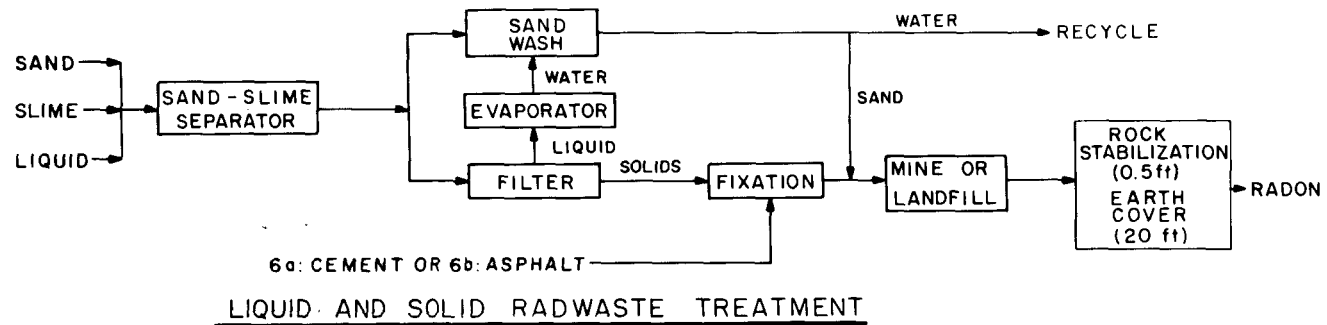 SAND
SLIME
LIQUID
SAND-SLIME
SEPARATOR
SAND
WASH
WATER
EVAPORATOR
LIQUID
FILTER
SOLIDS
FIXATION
6a: CEMENT OR 6b: ASPHALT
WATER
RECYCLE
SAND
MINE OR
LANDFILL
ROCK
STABILIZATION
(0.5ft)
EARTH
COVER
(20 ft)
RADON
LIQUID AND SOLID RADWASTE TREATMENT